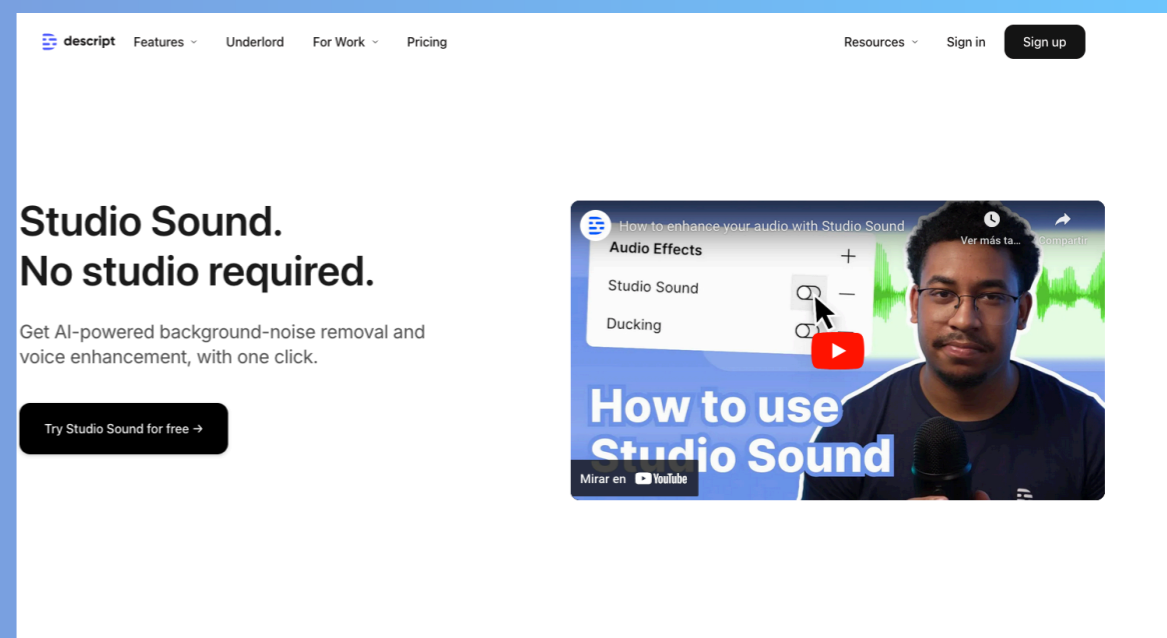 descript
Features
Underlord
For Work
Pricing
Resources
Sign in
Sign up
Studio Sound.
No studio required.
Get AI-powered background-noise removal and
voice enhancement, with one click.
Try Studio Sound for free →
How to enhance your audio with Studio Sound
Ver más ta...
Compartir
Audio Effects
Studio Sound
Ducking
How to use
Studio Sound
Mirar en YouTube